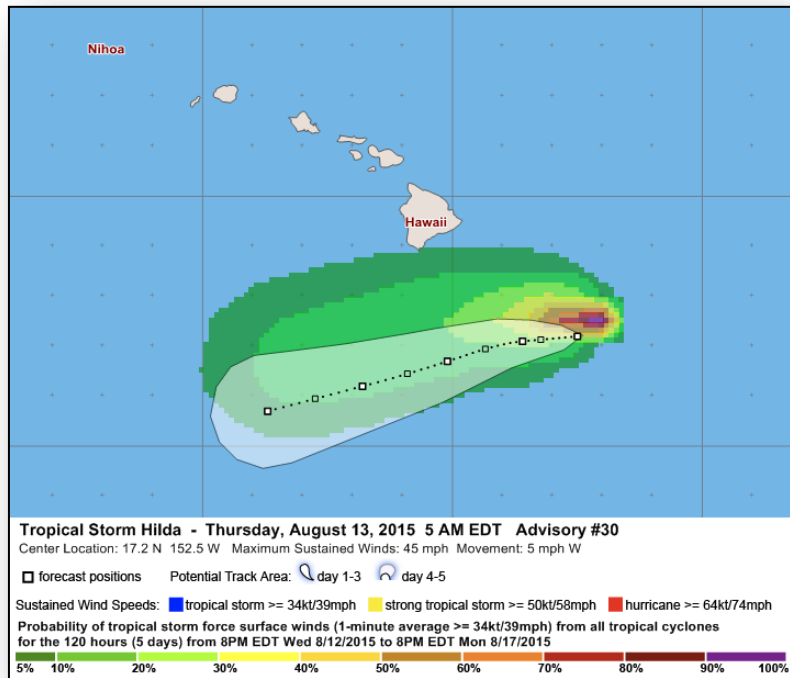 Nihoa
Hawaii
Tropical Storm Hilda - Thursday, August 13, 2015 5 AM EDT Advisory #30
Center Location: 17.2 N 152.5 W Maximum Sustained Winds: 45 mph Movement: 5 mph W
forecast positions Potential Track Area: day 1-3 day 4-5
Sustained Wind Speeds: tropical storm >= 34kt/39mph strong tropical storm >= 50kt/58mph hurricane >= 64kt/74mph
Probability of tropical storm force surface winds (1-minute average >= 34kt/39mph) from all tropical cyclones
for the 120 hours (5 days) from 8PM EDT Wed 8/12/2015 to 8PM EDT Mon 8/17/2015
5% 10% 20% 30% 40% 50% 60% 70% 80% 90% 100%